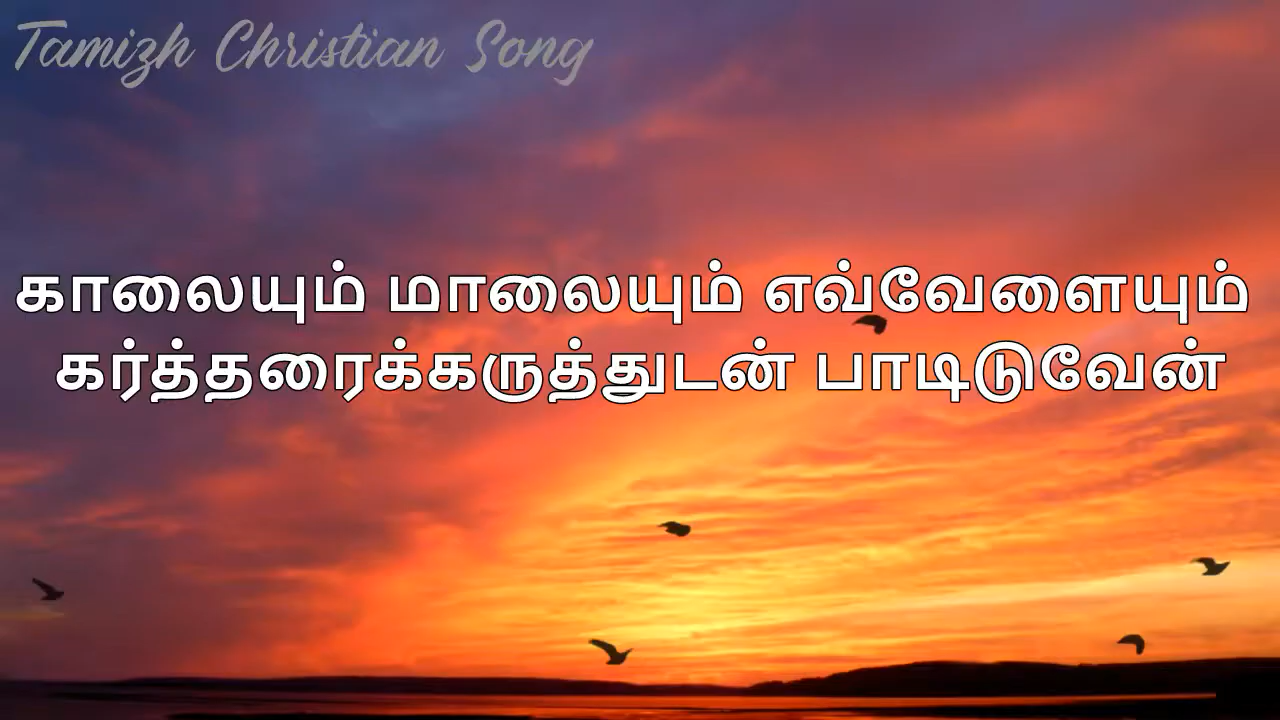 Tamizh Christian Song
காலையும் மாலையும் எவ்வேளையும்
கர்த்தரைக்கருத்துடன் பாடிடுவேன்